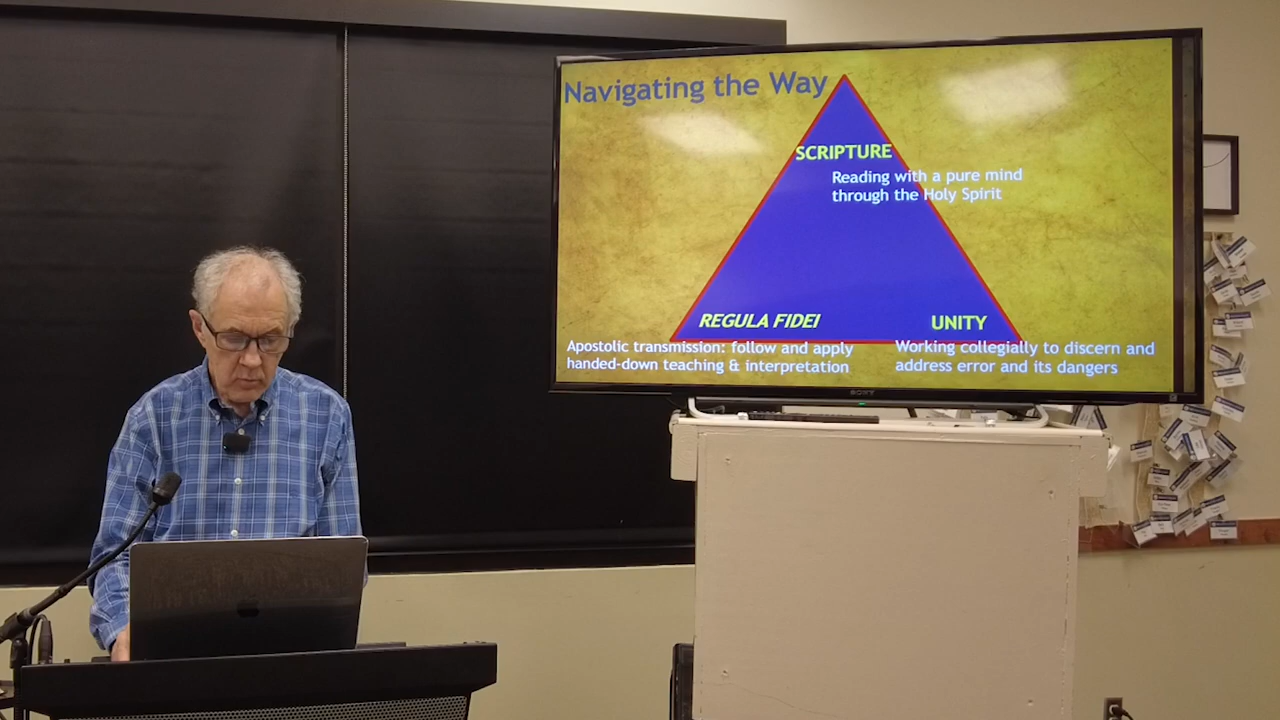 Navigating the Way
SCRIPTURE
Reading with a pure mind
through the Holy Spirit
REGULA FIDEI
Apostolic transmission: follow and apply
handed-down teaching & interpretation
UNITY
Working collegially to discern and
address error and its dangers
SONY